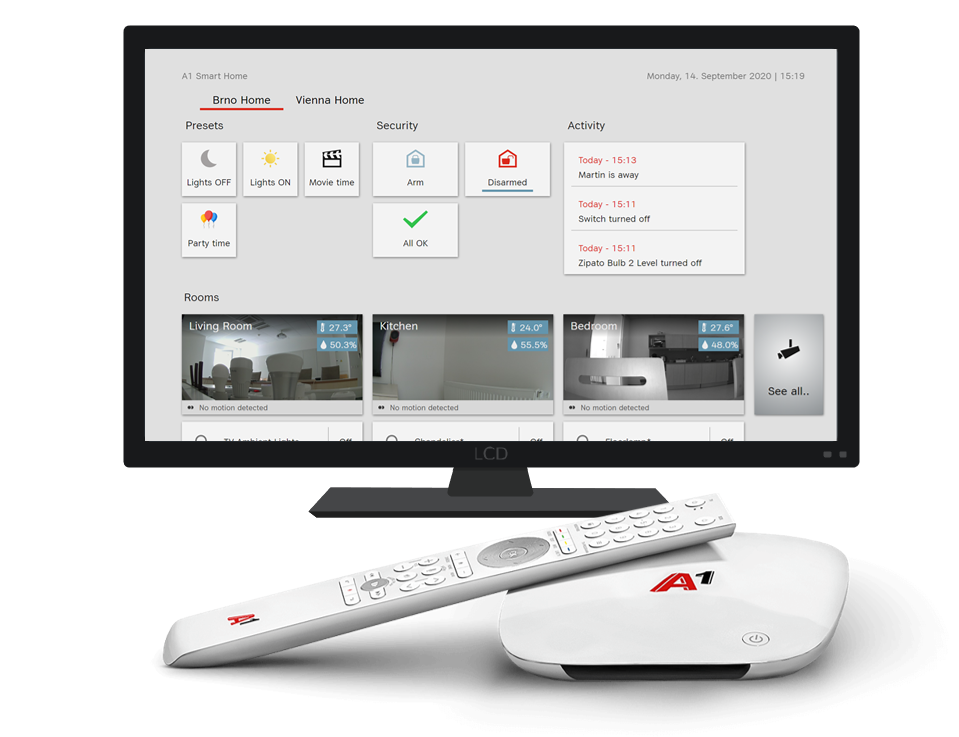 A1 Smart Home
Monday, 14. September 2020 | 15:19
Brno Home
Vienna Home
Presets
Security
Activity
Lights OFF
Lights ON
Movie time
Party time
Arm
Disarmed
All OK
Today - 15:13
Martin is away
Today - 15:11
Switch turned off
Today - 15:11
Zipato Bulb 2 Level turned off
Rooms
Living Room
27.3°
50.3%
No motion detected
Kitchen
24.0°
55.5%
No motion detected
Bedroom
27.6°
48.0%
No motion detected
See all..
TV Ambient Lights
Off
Off
Off
LCD
A1
A1